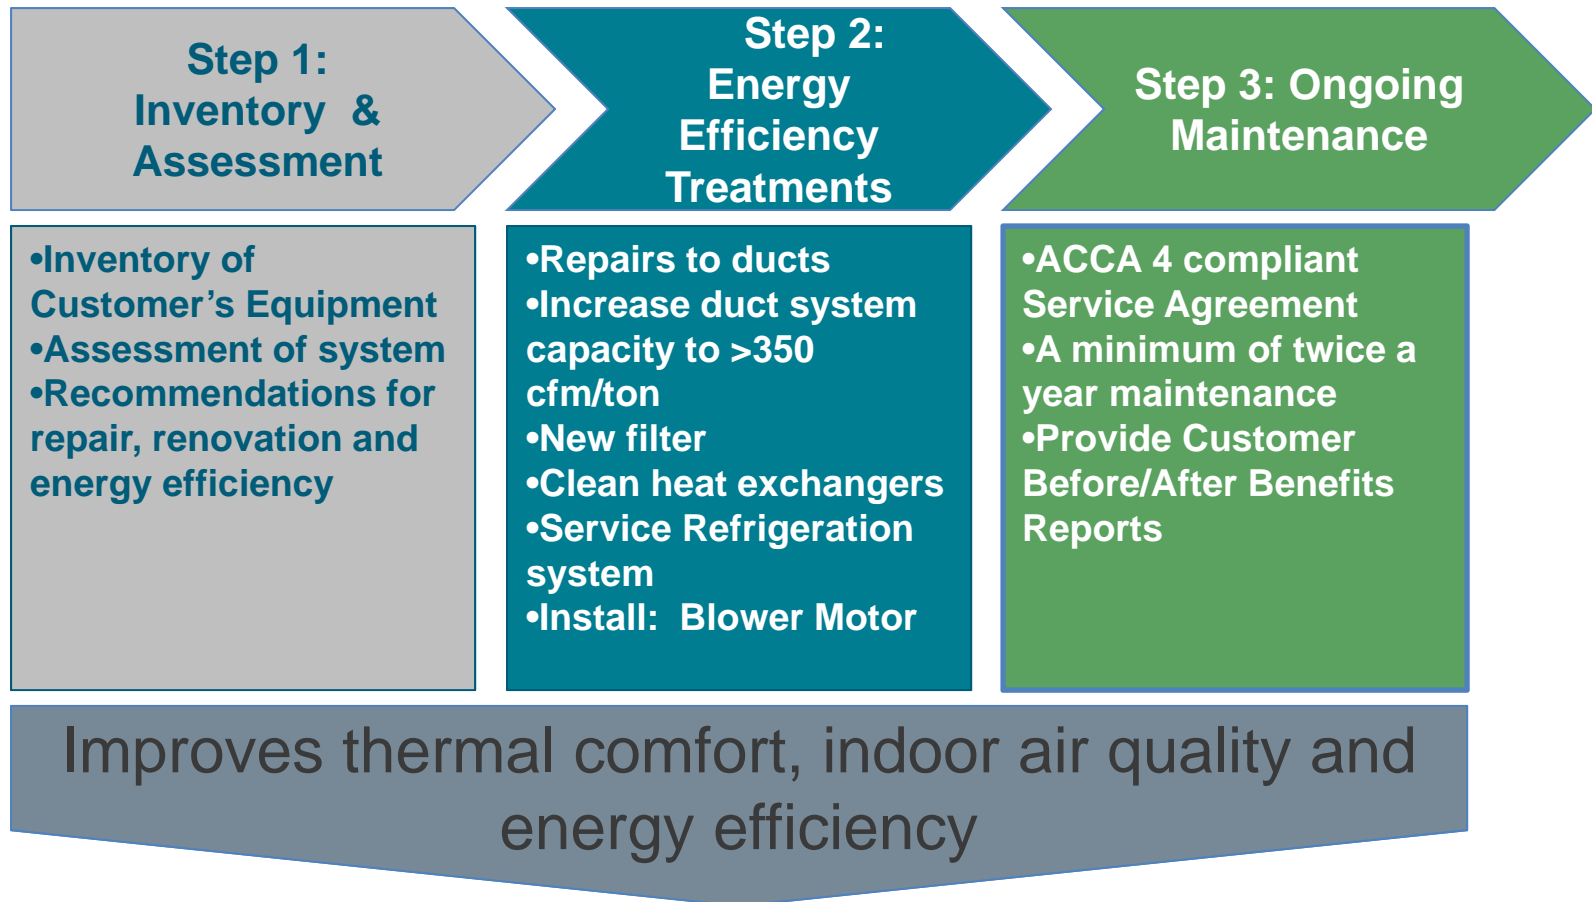 Step 1:
Inventory & 
Assessment
Step 2:
Energy
Efficiency
Treatments
Step 3: Ongoing
Maintenance
•Inventory of
Customer’s Equipment
•Assessment of system
•Recommendations for
repair, renovation and
energy efficiency
•Repairs to ducts
•Increase duct system
capacity to >350
cfm/ton
•New filter
•Clean heat exchangers
•Service Refrigeration
system
•Install: Blower Motor
•ACCA 4 compliant
Service Agreement
•A minimum of twice a
year maintenance
•Provide Customer
Before/After Benefits
Reports
Improves thermal comfort, indoor air quality and
energy efficiency